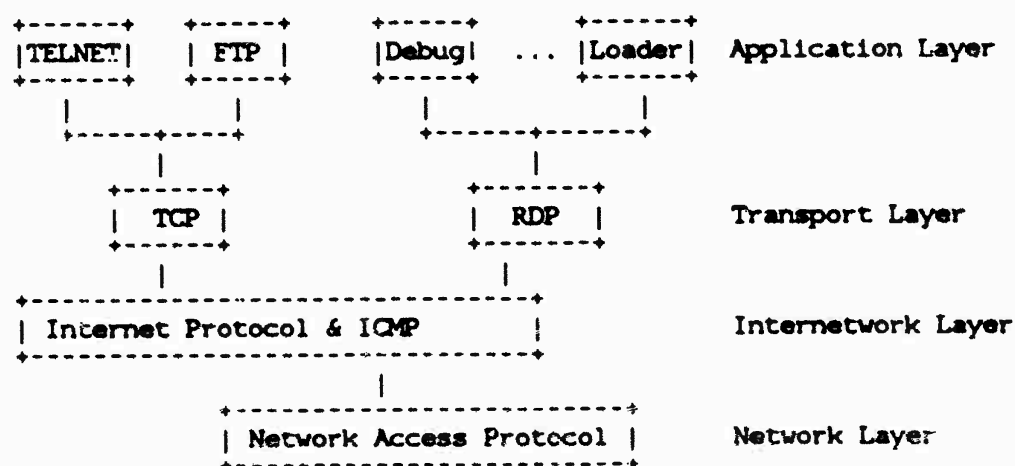 TELNET FTP Debug ... Loader Application Layer
TCP RDP Transport Layer
Internet Protocol & ICMP Internetwork Layer
Network Access Protocol Network Layer